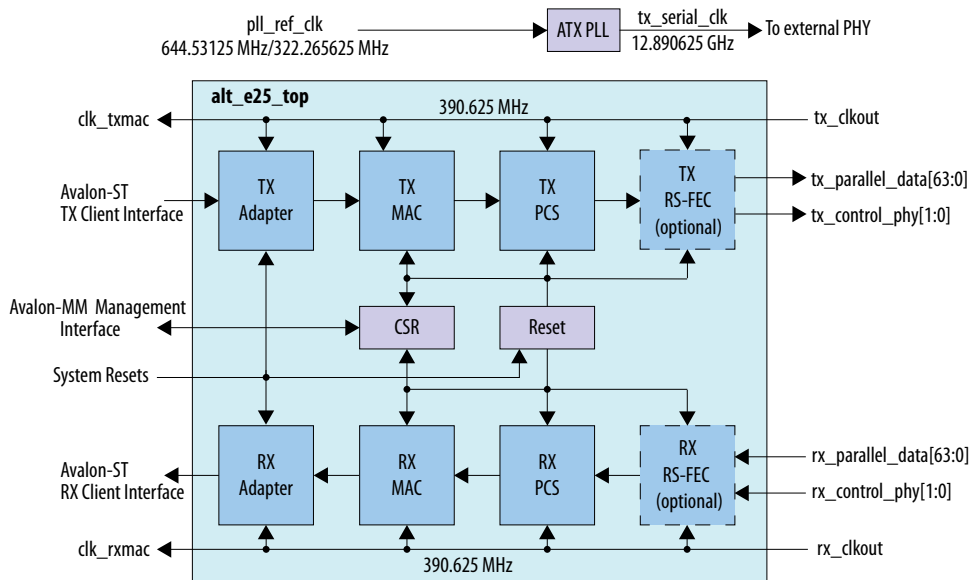 pll_ref_clk
644.53125 MHz/322.265625 MHz
ATX PLL
tx_serial_clk
12.890625 GHz
To external PHY
alt_e25_top
clk_txmac
390.625 MHz
tx_clkout
Avalon-ST
TX Client Interface
TX
Adapter
TX
MAC
TX
PCS
TX
RS-FEC
(optional)
tx_parallel_data[63:0]
tx_control_phy[1:0]
Avalon-MM Management
Interface
CSR
Reset
System Resets
Avalon-ST
RX Client Interface
RX
Adapter
RX
MAC
RX
PCS
RX
RS-FEC
(optional)
rx_parallel_data[63:0]
rx_control_phy[1:0]
clk_rxmac
390.625 MHz
rx_clkout